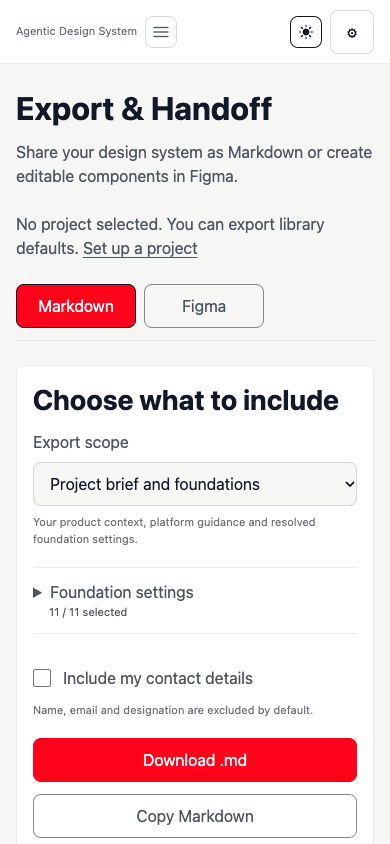 Agentic Design System
Export & Handoff
Share your design system as Markdown or create
editable components in Figma.
No project selected. You can export library
defaults. Set up a project
Markdown
Figma
Choose what to include
Export scope
Project brief and foundations
Your product context, platform guidance and resolved
foundation settings.
Foundation settings
11 / 11 selected
Include my contact details
Name, email and designation are excluded by default.
Download .md
Copy Markdown